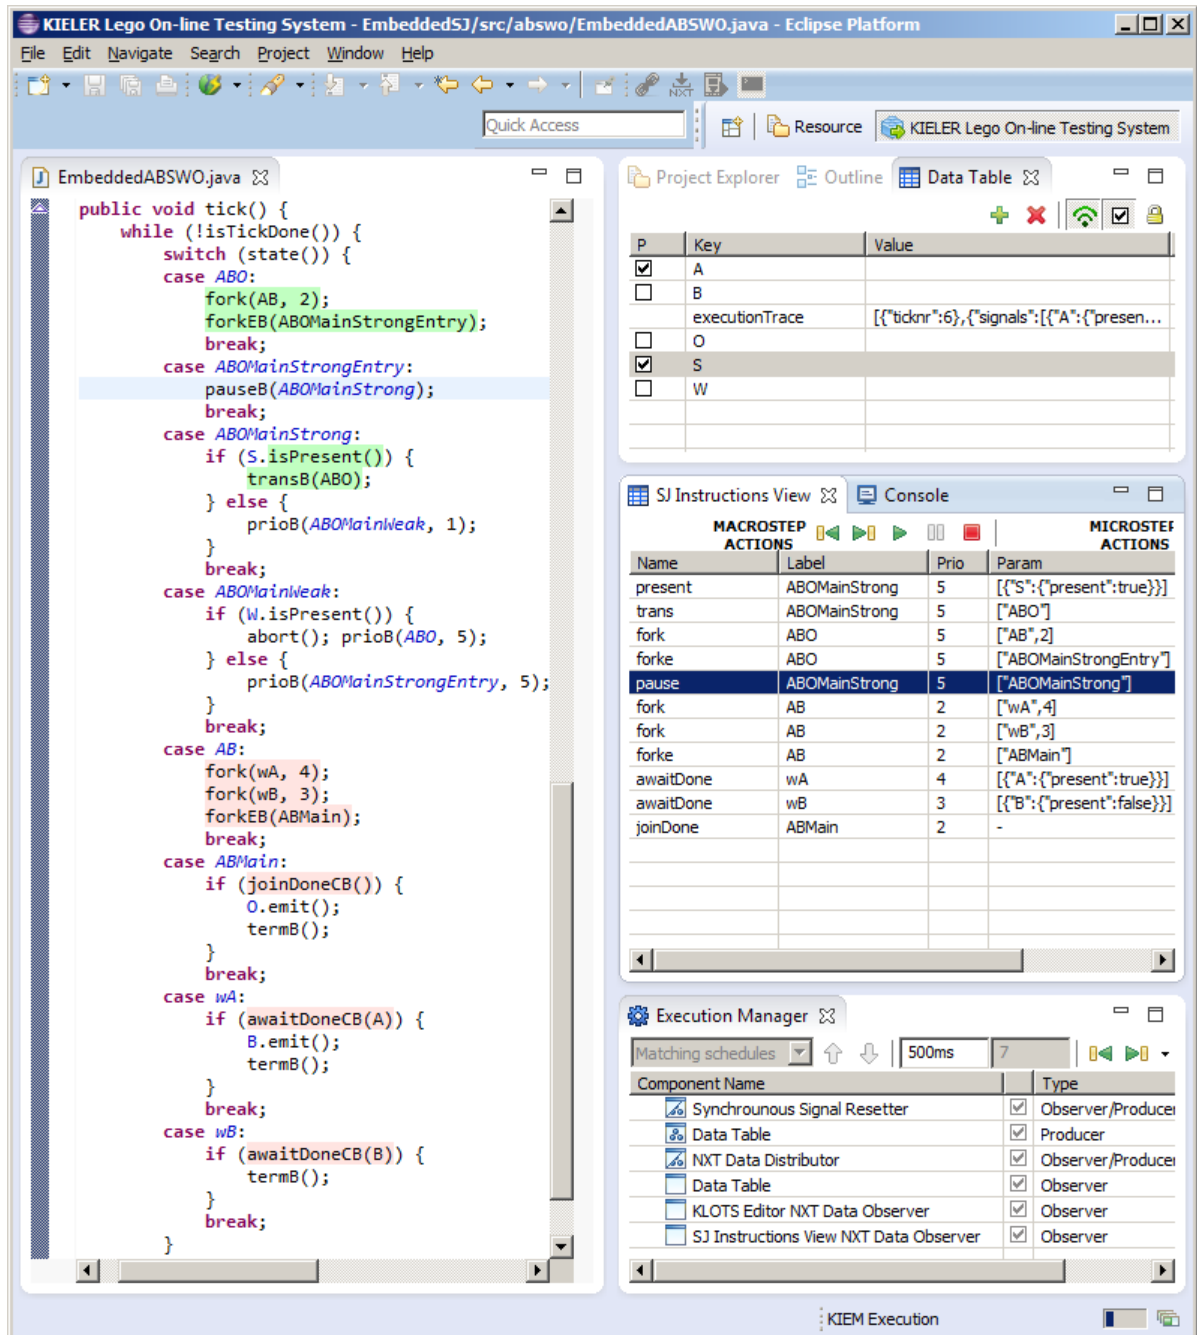 KIELER Lego On-line Testing System - EmbeddedSJ/src/abswo/EmbeddedABSWO.java - Eclipse Platform
File Edit Navigate Search Project Window Help
NXT
Quick Access
Resource
KIELER Lego On-line Testing System
EmbeddedABSWO.java
public void tick() {
while (!isTickDone()) {
switch (state()) {
case ABO:
fork(AB, 2);
forkEB(ABOMainStrongEntry);
break;
case ABOMainStrongEntry:
pauseB(ABOMainStrong);
break;
case ABOMainStrong:
if (S.isPresent()) {
transB(ABO);
} else {
prioB(ABOMainWeak, 1);
}
break;
case ABOMainWeak:
if (W.isPresent()) {
abort(); prioB(ABO, 5);
} else {
prioB(ABOMainStrongEntry, 5);
}
break;
case AB:
fork(wA, 4);
fork(wB, 3);
forkEB(ABMain);
break;
case ABMain:
if (joinDoneCB()) {
O.emit();
termB();
}
break;
case wA:
if (awaitDoneCB(A)) {
B.emit();
termB();
}
break;
case wB:
if (awaitDoneCB(B)) {
termB();
}
break;
}
Project Explorer Outline Data Table
P Key Value
A
B
executionTrace [{"ticknr":6},{"signals":[{"A":{"presen...
O
S
W
SJ Instructions View Console
MACROSTEP ACTIONS
MICROSTEP ACTIONS
Name Label Prio Param
present ABOMainStrong 5 [{"S":{"present":true}}]
trans ABOMainStrong 5 ["ABO"]
fork ABO 5 ["AB",2]
forke ABO 5 ["ABOMainStrongEntry"]
pause ABOMainStrong 5 ["ABOMainStrong"]
fork AB 2 ["wA",4]
fork AB 2 ["wB",3]
forke AB 2 ["ABMain"]
awaitDone wA 4 [{"A":{"present":true}}]
awaitDone wB 3 [{"B":{"present":false}}]
joinDone ABMain 2 -
Execution Manager
Matching schedules 500ms 7
Component Name Type
Synchrounous Signal Resetter Observer/Producer
Data Table Producer
NXT Data Distributor Observer/Producer
Data Table Observer
KLOTS Editor NXT Data Observer Observer
SJ Instructions View NXT Data Observer Observer
KIEM Execution